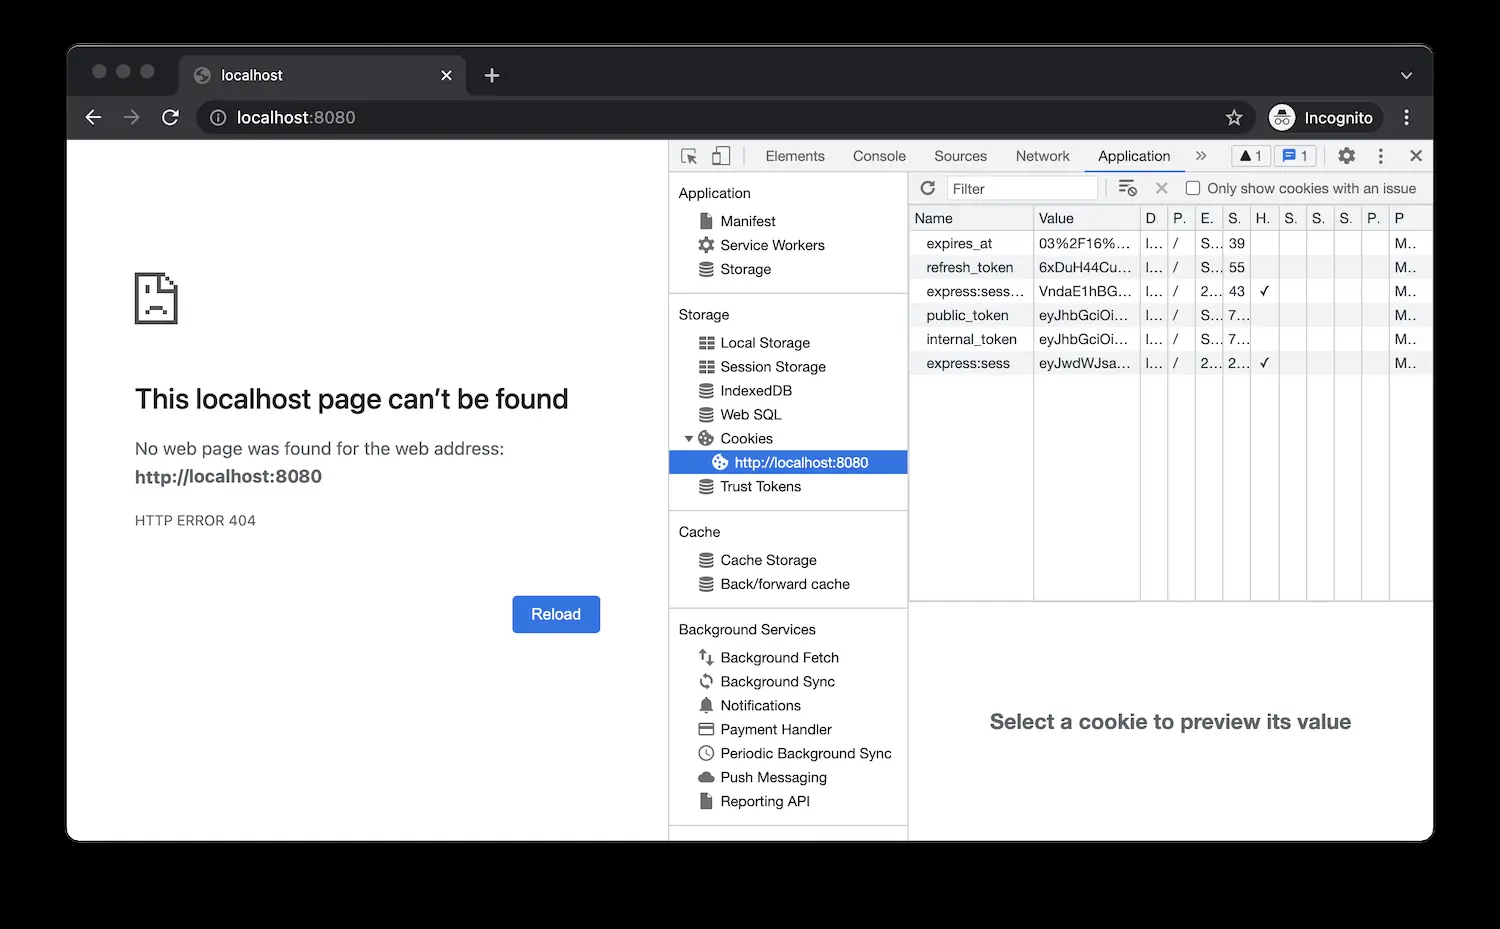 localhost
localhost:8080
Incognito
This localhost page can’t be found
No web page was found for the web address:
http://localhost:8080
HTTP ERROR 404
Reload
Elements Console Sources Network Application » 1 1
Application
Manifest
Service Workers
Storage
Storage
Local Storage
Session Storage
IndexedDB
Web SQL
Cookies
http://localhost:8080
Trust Tokens
Cache
Cache Storage
Back/forward cache
Background Services
Background Fetch
Background Sync
Notifications
Payment Handler
Periodic Background Sync
Push Messaging
Reporting API
Filter Only show cookies with an issue
Name Value D. P. E. S. H. S. S. S. P. P
expires_at 03%2F16%... l... / S... 39 M..
refresh_token 6xDuH44Cu... l... / S... 55 M..
express:sess... VndaE1hBG... l... / 2... 43 ✓ M..
public_token eyJhbGciOi... l... / S... 7... M..
internal_token eyJhbGciOi... l... / S... 7... M..
express:sess eyJwdWJsa... l... / 2... 2... ✓ M..
Select a cookie to preview its value